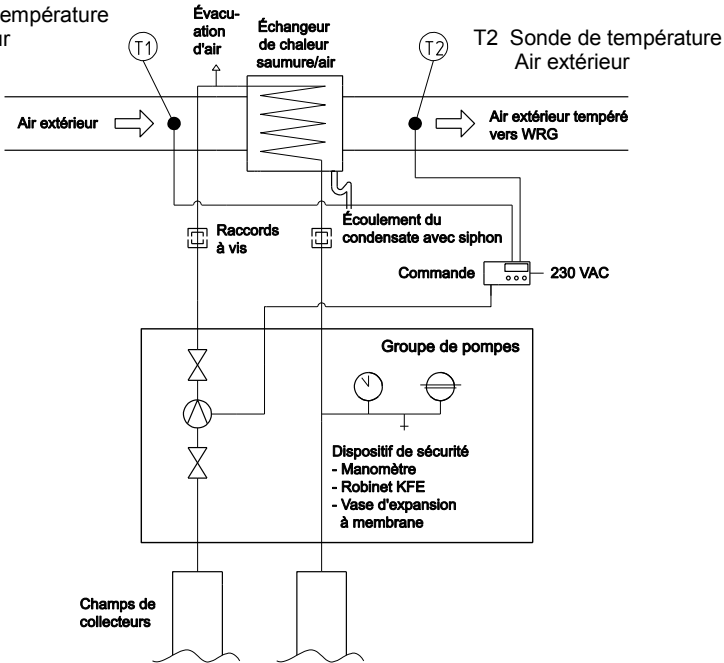 empérature
ur
T1
Évacu-
ation
d'air
Échangeur
de chaleur
saumure/air
T2
T2 Sonde de température
Air extérieur
Air extérieur
Air extérieur tempéré
vers WRG
Raccords
à vis
Écoulement du
condensate avec siphon
Commande
230 VAC
Groupe de pompes
Dispositif de sécurité
- Manomètre
- Robinet KFE
- Vase d'expansion
à membrane
Champs de
collecteurs